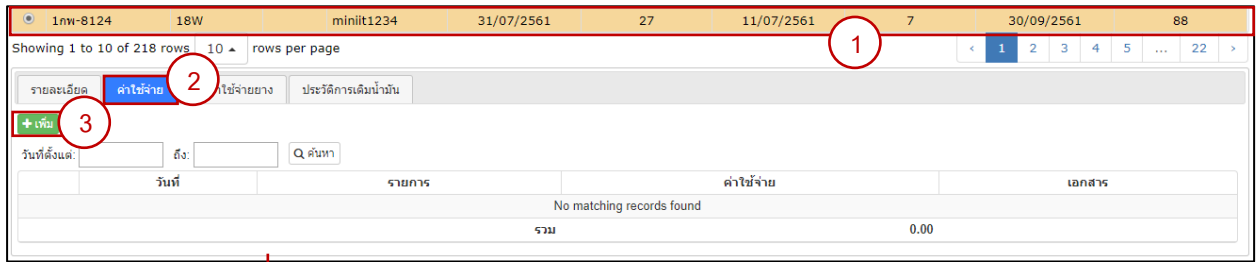 1กพ-8124 18W miniit1234 31/07/2561 27 11/07/2561 7 30/09/2561 88
1
Showing 1 to 10 of 218 rows 10 rows per page ‹ 1 2 3 4 5 ... 22 ›
2
รายละเอียด ค่าใช้จ่าย ใช้จ่ายยาง ประวัติการเติมน้ำมัน
+ เพิ่ม 3
วันที่ตั้งแต่: ถึง: ค้นหา
วันที่ รายการ ค่าใช้จ่าย เอกสาร
No matching records found
รวม 0.00